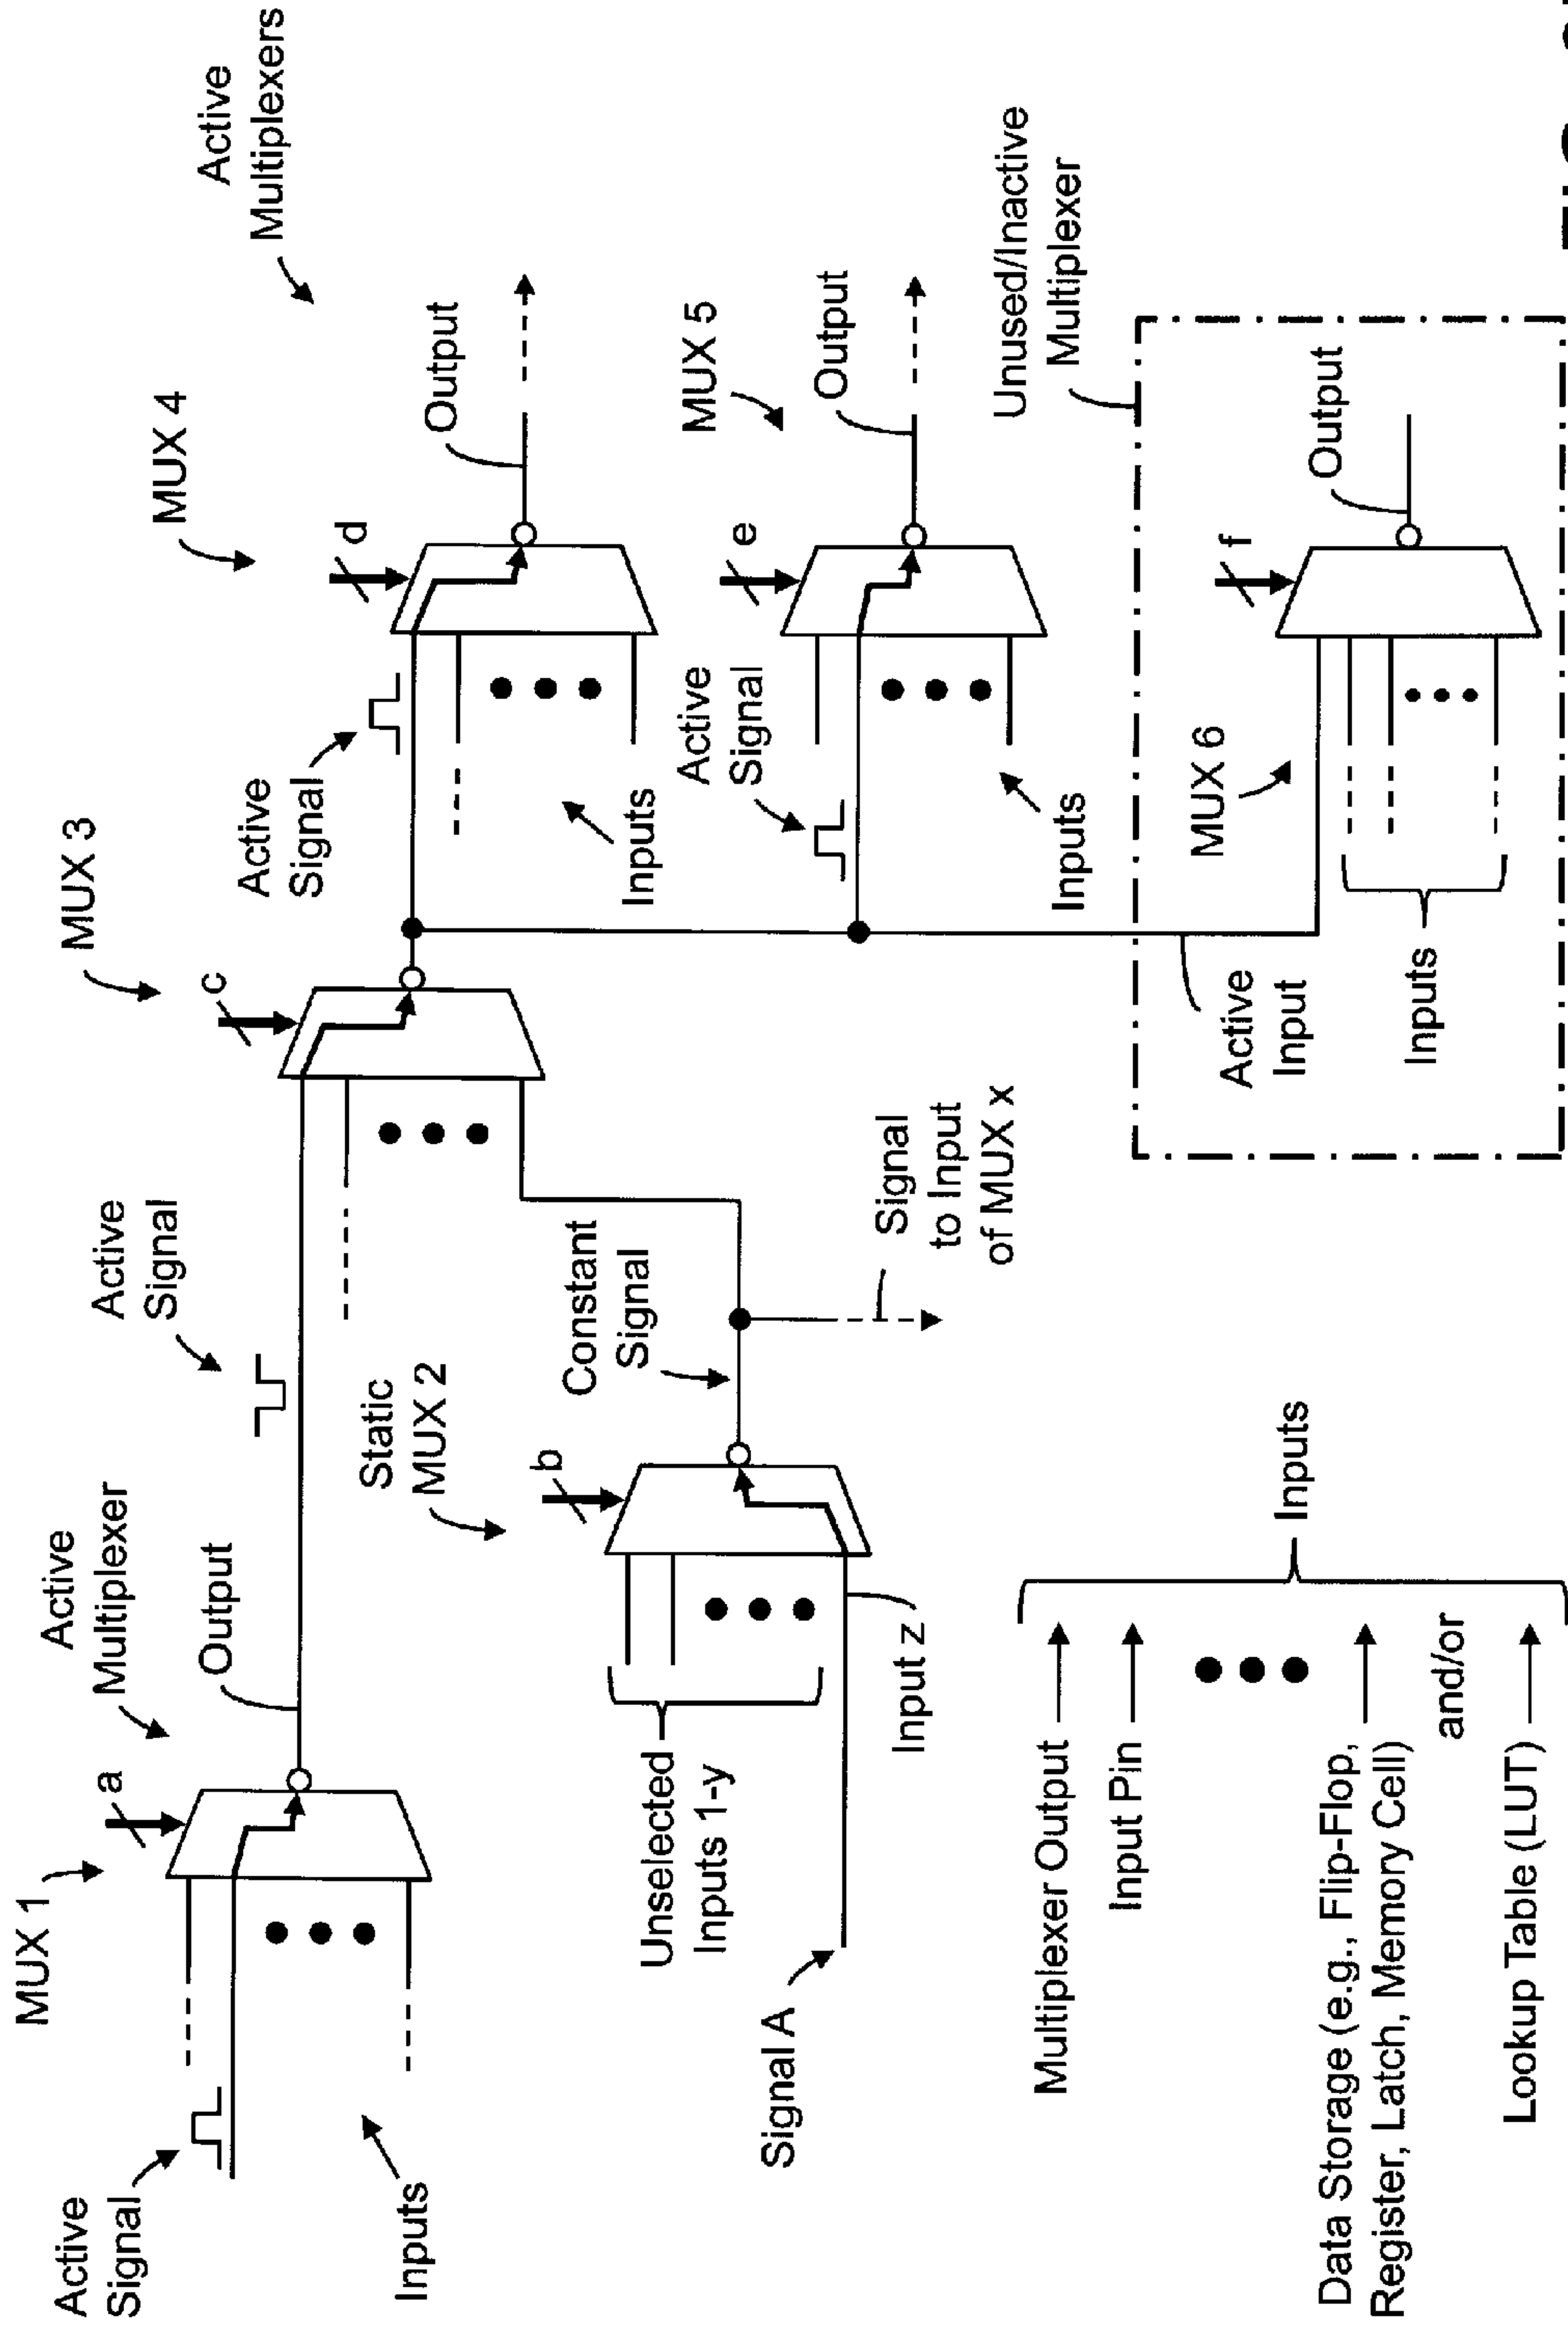 MUX 1
a
Active
Multiplexer
Output
Active
Signal
Inputs
Active
Signal
MUX 3
c
MUX 4
d
Active
Multiplexers
Active
Signal
Output
Inputs
Static
MUX 2
b
Unselected
Inputs 1-y
Signal A
Input z
Constant
Signal
Signal
to Input
of MUX x
MUX 5
e
Active
Signal
Output
Inputs
Unused/Inactive
Multiplexer
MUX 6
f
Output
Active
Input
Inputs
Multiplexer Output
Input Pin
Data Storage (e.g., Flip-Flop,
Register, Latch, Memory Cell)
and/or
Lookup Table (LUT)
Inputs